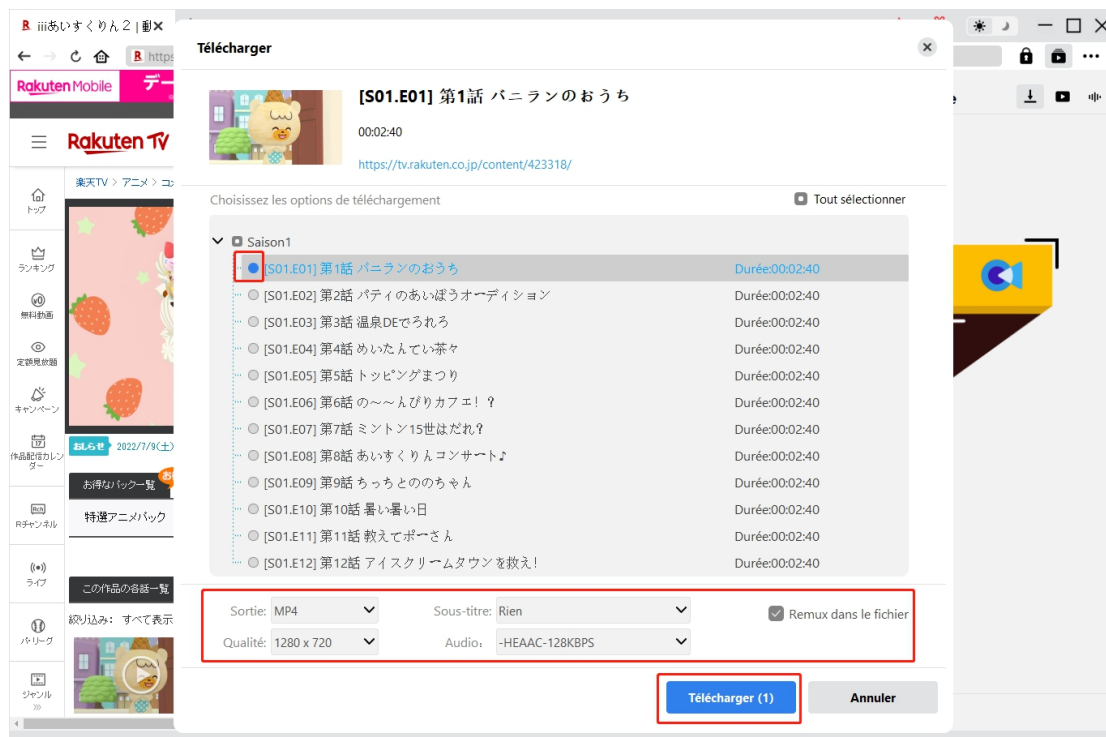 iiiあいすくりん２|動
https
Rakuten Mobile
デー
Rakuten TV
楽天TV > アニメ > コ
トップ
ランキング
無料動画
定額見放題
キャンペーン
作品配信カレンダー
Rチャンネル
ライブ
パ・リーグ
ジャンル
おしらせ 2022/7/9(土)
お得なパック一覧
特選アニメパック
この作品の各話一覧
絞り込み： すべて表示
Télécharger
[S01.E01] 第1話 バニランのおうち
00:02:40
https://tv.rakuten.co.jp/content/423318/
Choisissez les options de téléchargement
Tout sélectionner
Saison1
[S01.E01] 第1話 バニランのおうち Durée:00:02:40
[S01.E02] 第2話 パティのあいぼうオーディション Durée:00:02:40
[S01.E03] 第3話 温泉DEでろれろ Durée:00:02:40
[S01.E04] 第4話 めいたんてい茶々 Durée:00:02:40
[S01.E05] 第5話 トッピングまつり Durée:00:02:40
[S01.E06] 第6話 の～～んびりカフェ！？ Durée:00:02:40
[S01.E07] 第7話 ミントン15世はだれ？ Durée:00:02:40
[S01.E08] 第8話 あいすくりんコンサート♪ Durée:00:02:40
[S01.E09] 第9話 ちっちとののちゃん Durée:00:02:40
[S01.E10] 第10話 暑い暑い日 Durée:00:02:40
[S01.E11] 第11話 教えてポーさん Durée:00:02:40
[S01.E12] 第12話 アイスクリームタウンを救え！ Durée:00:02:40
Sortie: MP4 Sous-titre: Rien Remux dans le fichier
Qualité: 1280 x 720 Audio: -HEAAC-128KBPS
Télécharger (1) Annuler